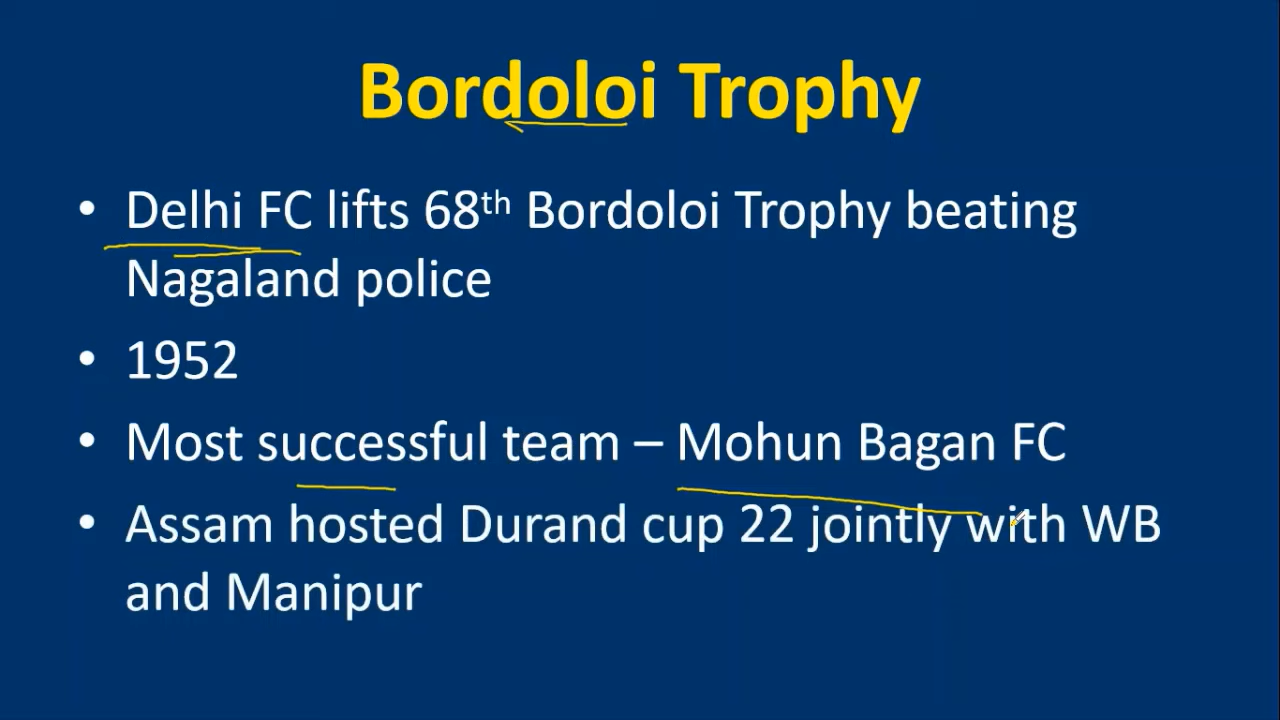 Bordoloi Trophy
• Delhi FC lifts 68th Bordoloi Trophy beating
Nagaland police
• 1952
• Most successful team – Mohun Bagan FC
• Assam hosted Durand cup 22 jointly with WB
and Manipur